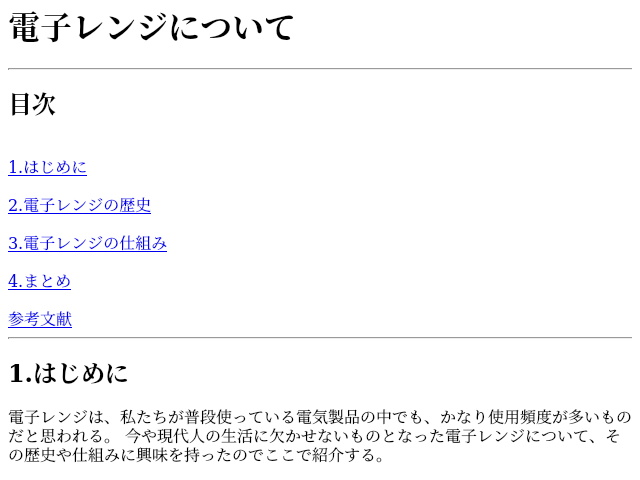 電子レンジについて
目次
1.はじめに
2.電子レンジの歴史
3.電子レンジの仕組み
4.まとめ
参考文献
1.はじめに
電子レンジは、私たちが普段使っている電気製品の中でも、かなり使用頻度が多いもの
だと思われる。 今や現代人の生活に欠かせないものとなった電子レンジについて、そ
の歴史や仕組みに興味を持ったのでここで紹介する。